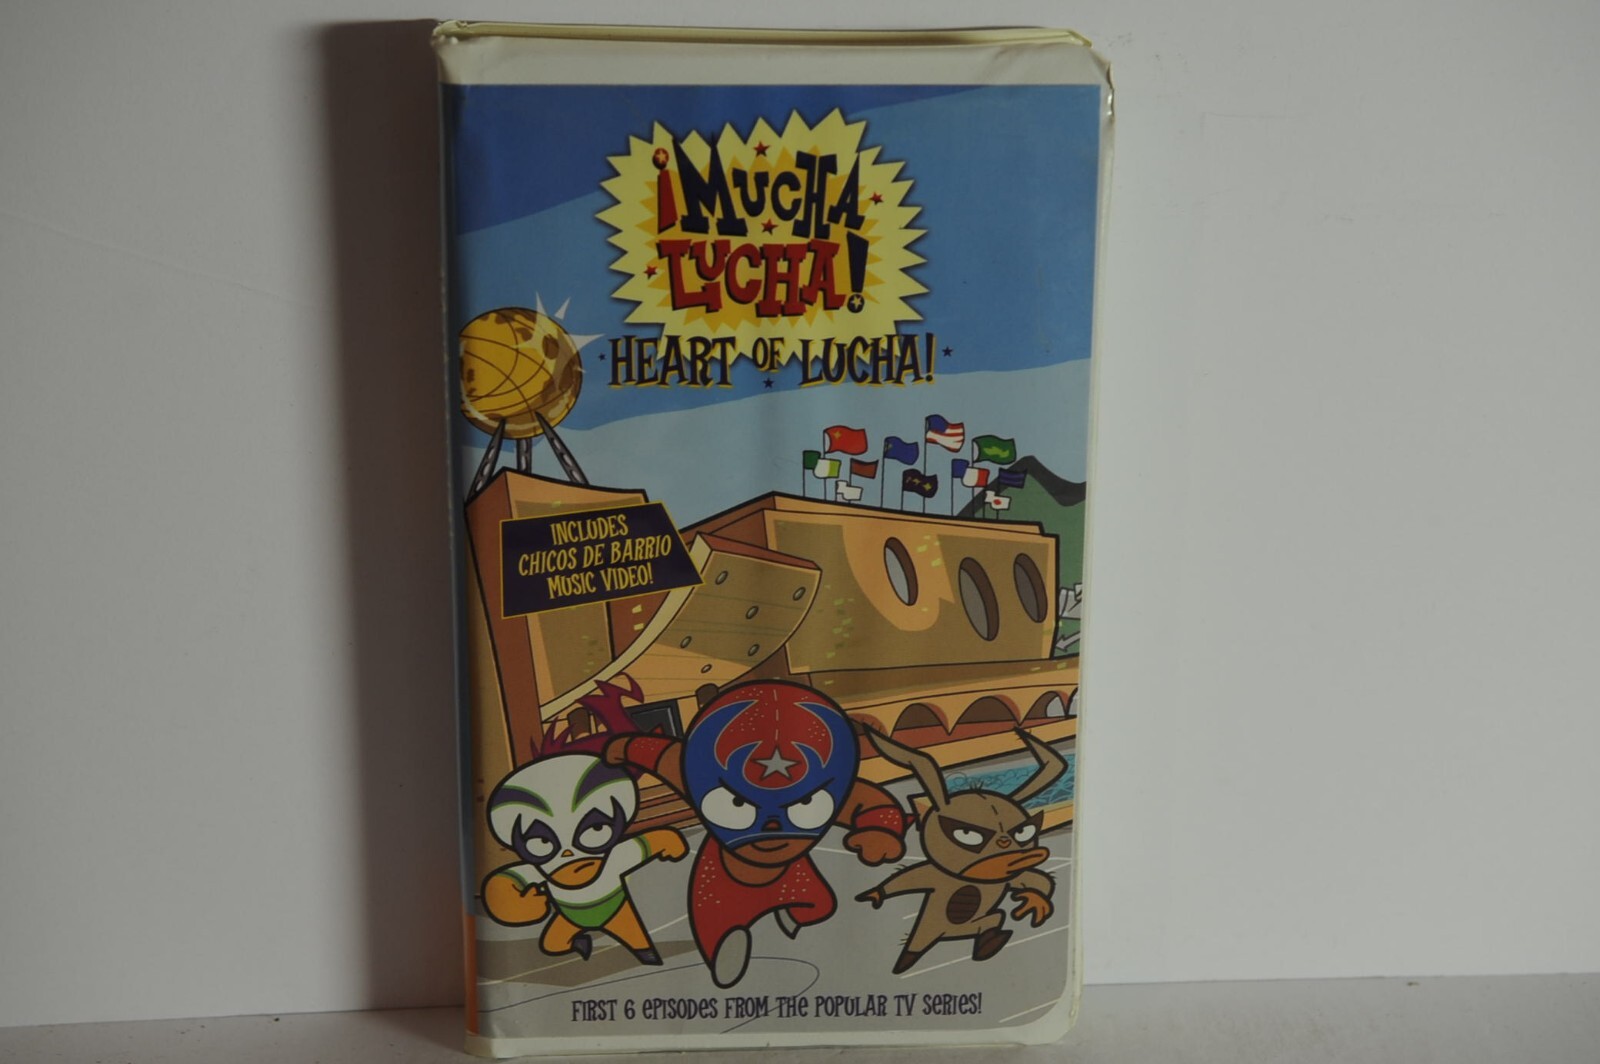 ¡MUCHA
LUCHA!
HEART OF LUCHA!
INCLUDES
CHICOS DE BARRIO
MUSIC VIDEO!
FIRST 6 EPISODES FROM THE POPULAR TV SERIES!